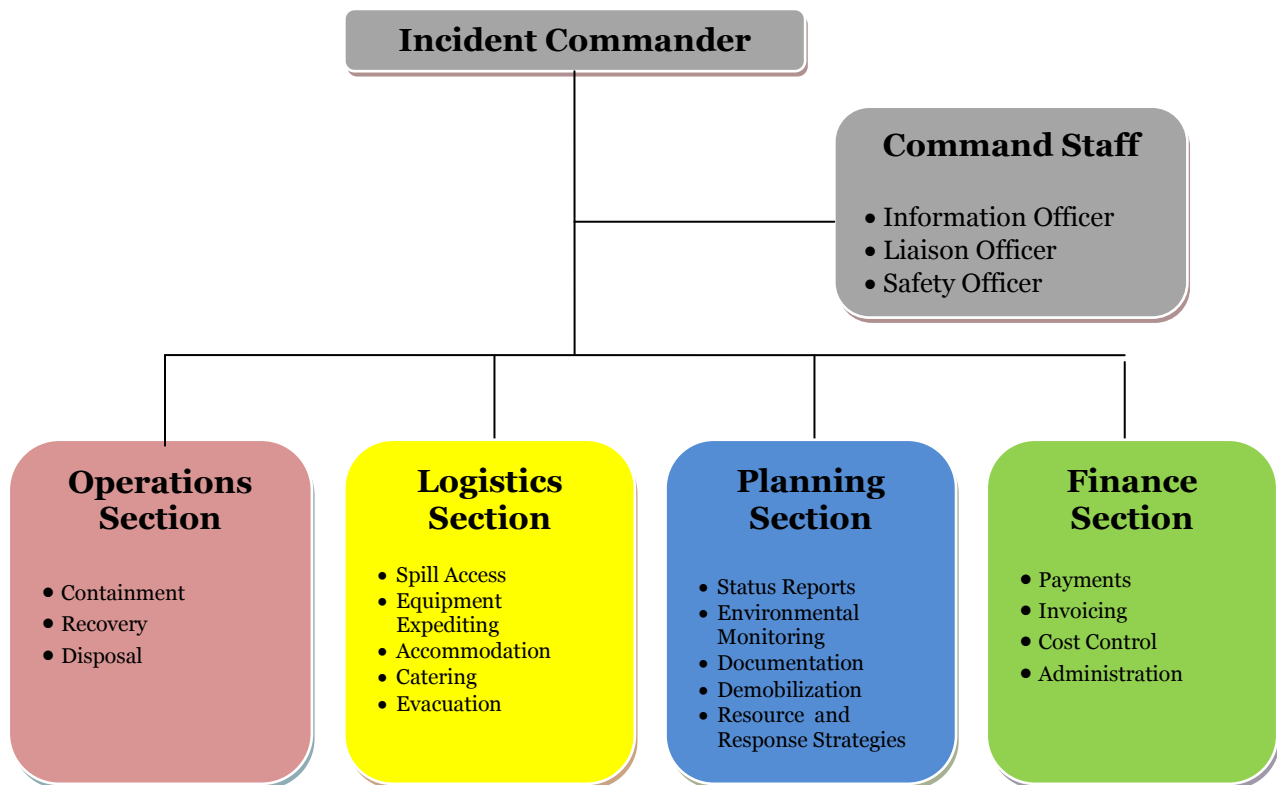 Incident Commander
Command Staff
• Information Officer
• Liaison Officer
• Safety Officer
Operations
Section
• Containment
• Recovery
• Disposal
Logistics
Section
• Spill Access
• Equipment
Expediting
• Accommodation
• Catering
• Evacuation
Planning
Section
• Status Reports
• Environmental
Monitoring
• Documentation
• Demobilization
• Resource and
Response Strategies
Finance
Section
• Payments
• Invoicing
• Cost Control
• Administration